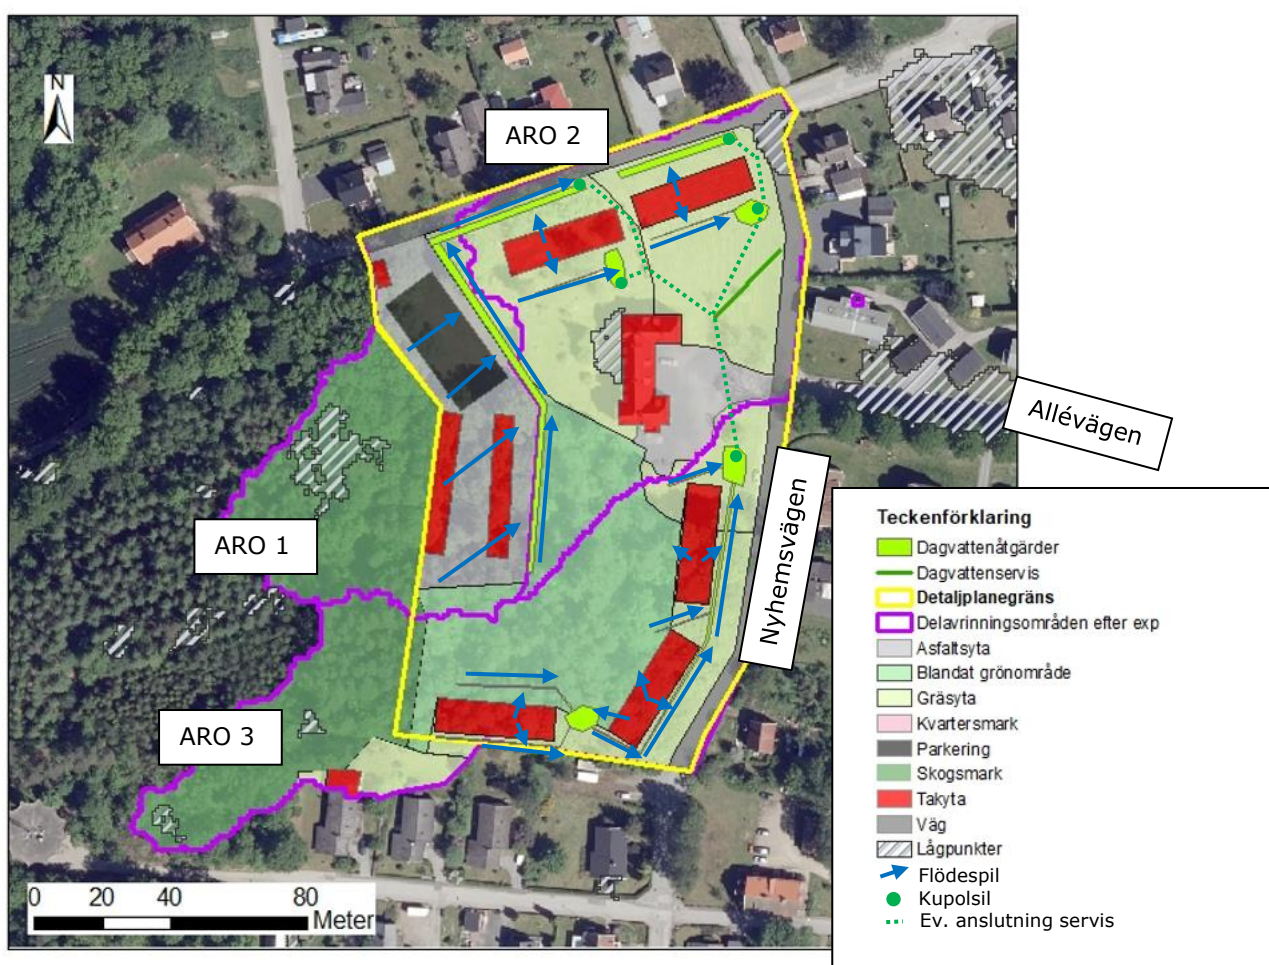 N
ARO 2
Allévägen
ARO 1
Nyhemsvägen
ARO 3
0 20 40 80
Meter
Teckenförklaring
Dagvattenåtgärder
Dagvattenservis
Detaljplanegräns
Delavrinningsområden efter exp
Asfaltsyta
Blandat grönområde
Gräsyta
Kvartersmark
Parkering
Skogsmark
Takyta
Väg
Lågpunkter
Flödespil
Kupolsil
Ev. anslutning servis